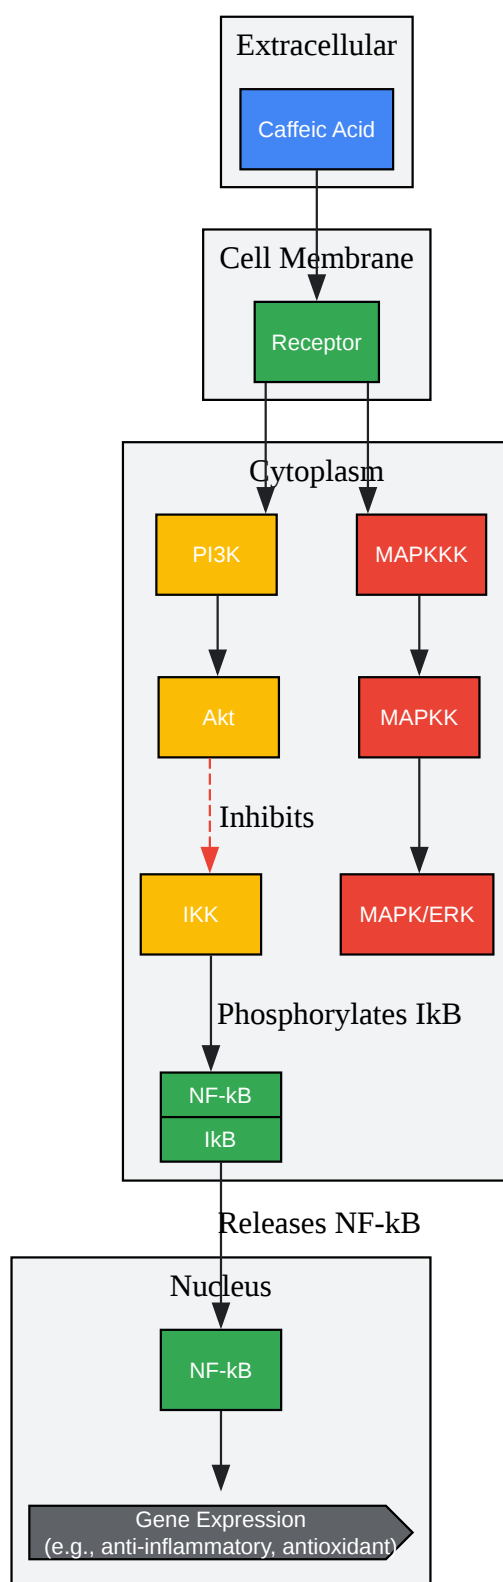 Extracellular
Caffeic Acid
Cell Membrane
Receptor
Cytoplasm
PI3K
MAPKKK
Akt
MAPKK
Inhibits
IKK
MAPK/ERK
Phosphorylates IkB
NF-kB
IkB
Releases NF-kB
Nucleus
NF-kB
Gene Expression
(e.g., anti-inflammatory, antioxidant)